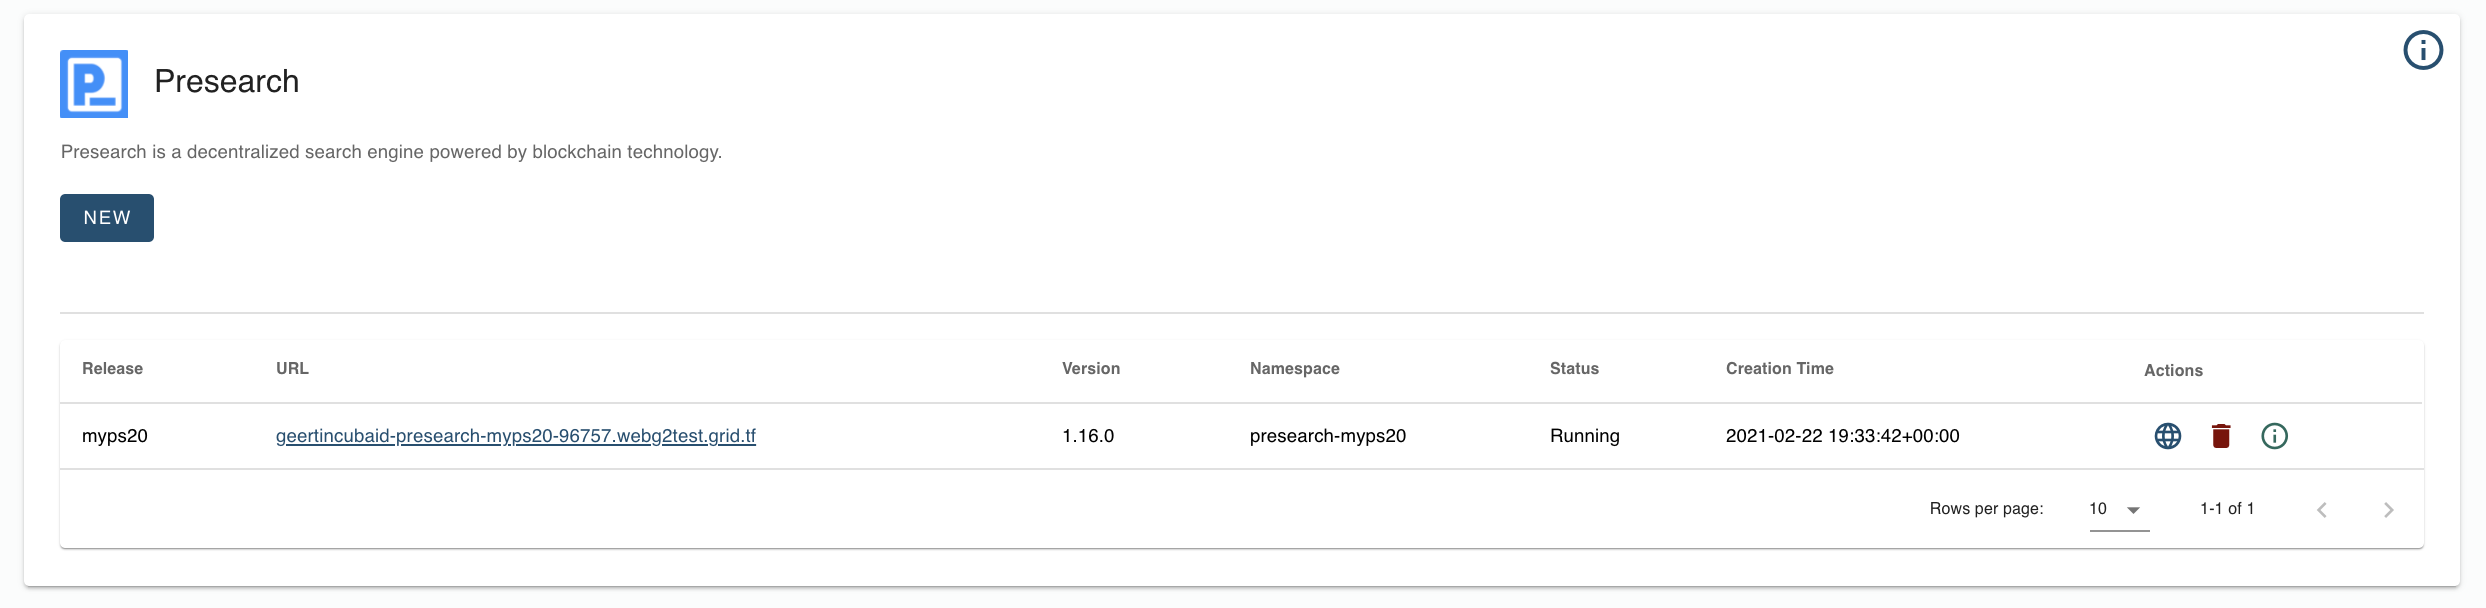 P
Presearch
Presearch is a decentralized search engine powered by blockchain technology.
NEW
Release URL Version Namespace Status Creation Time Actions
myps20 geertincubaid-presearch-myps20-96757.webg2test.grid.tf 1.16.0 presearch-myps20 Running 2021-02-22 19:33:42+00:00
Rows per page: 10 1-1 of 1